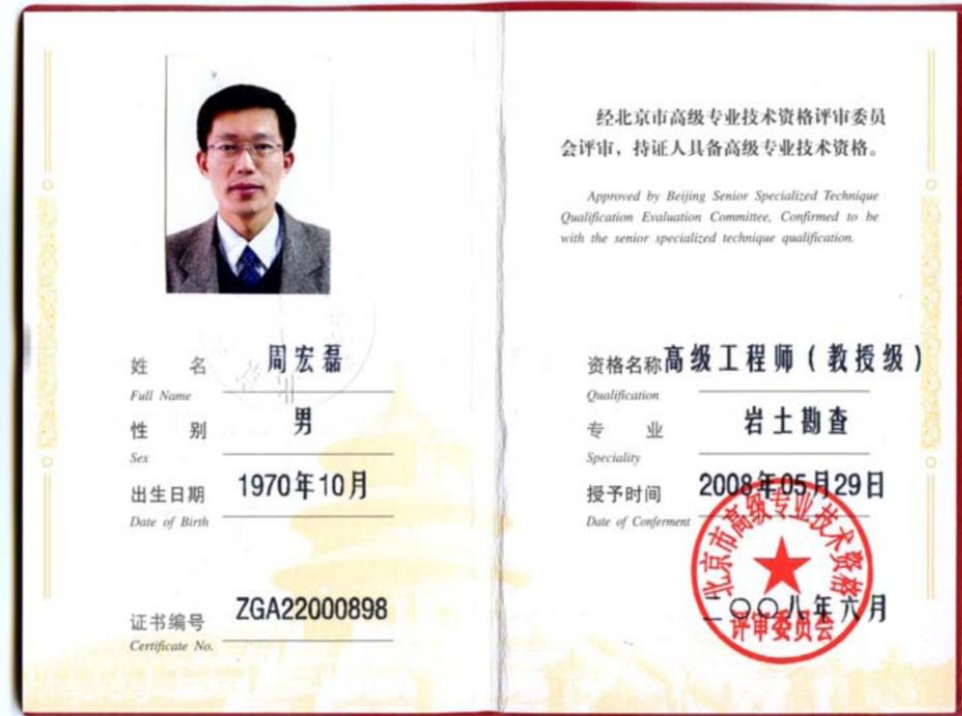 姓 名 周宏磊
Full Name
性 别 男
Sex
出生日期 1970年10月
Date of Birth
证书编号 ZGA22000898
Certificate No.
经北京市高级专业技术资格评审委员
会评审，持证人具备高级专业技术资格。
Approved by Beijing Senior Specialized Technique
Qualification Evaluation Committee, Confirmed to be
with the senior specialized technique qualification.
资格名称 高级工程师（教授级）
Qualification
专 业 岩土勘查
Speciality
授予时间 2008年05月29日
Date of Conferment
北京市高级专业技术资格
评审委员会
二〇〇八年六月